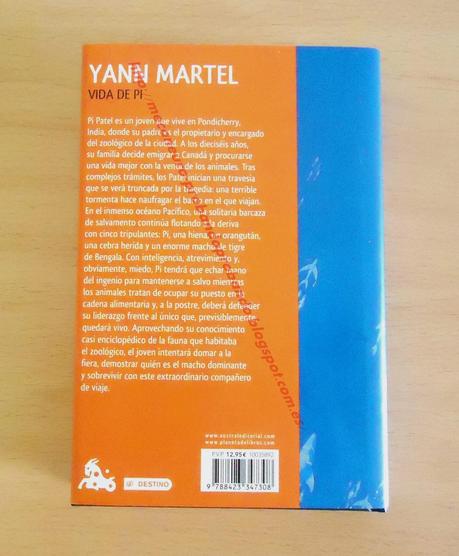 YANN MARTEL
VIDA DE PI
Pi Patel es un joven que vive en Pondicherry,
India, donde su padre es el propietario y encargado
del zoológico de la ciudad. A los dieciséis años,
su familia decide emigrar a Canadá y procurarse
una vida mejor con la venta de los animales. Tras
complejos trámites, los Patel inician una travesía
que se verá truncada por la tragedia: una terrible
tormenta hace naufragar el barco en el que viajan.
En el inmenso océano Pacífico, una solitaria barcaza
de salvamento continúa flotando a la deriva
con cinco tripulantes: Pi, una hiena, un orangután,
una cebra herida y un enorme macho de tigre
de Bengala. Con inteligencia, atrevimiento y,
obviamente, miedo, Pi tendrá que echar mano
del ingenio para mantenerse a salvo mientras
los animales tratan de ocupar su puesto en la
cadena alimentaria y, a la postre, deberá defender
su liderazgo frente al único que, previsiblemente,
quedará vivo. Aprovechando su conocimiento
casi enciclopédico de la fauna que habitaba
el zoológico, el joven intentará domar a la
fiera, demostrar quién es el macho dominante
y sobrevivir con este extraordinario compañero
de viaje.
www.australeditorial.com
www.planetadelibros.com
PVP 12,95€ 10035892
9 788423 347308
DESTINO